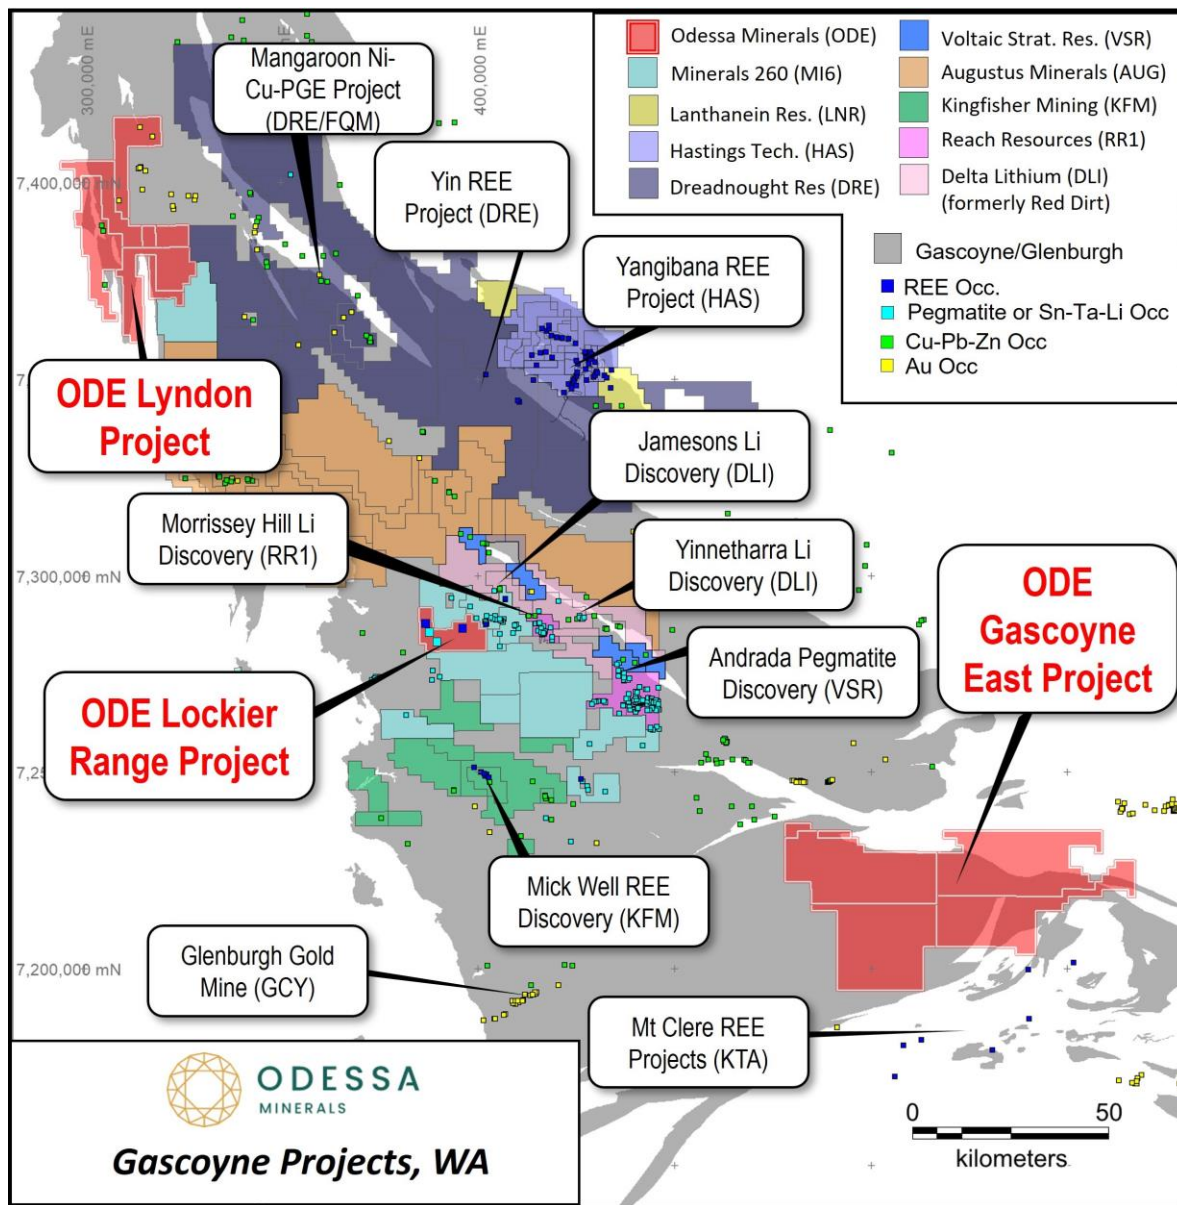 300,000 mE
mE
400,000 mE
Mangaroon Ni-
Cu-PGE Project
(DRE/FQM)
Odessa Minerals (ODE)
Minerals 260 (MI6)
Lanthanein Res. (LNR)
Hastings Tech. (HAS)
Dreadnought Res (DRE)
Voltaic Strat. Res. (VSR)
Augustus Minerals (AUG)
Kingfisher Mining (KFM)
Reach Resources (RR1)
Delta Lithium (DLI)
(formerly Red Dirt)
Gascoyne/Glenburgh
REE Occ.
Pegmatite or Sn-Ta-Li Occ
Cu-Pb-Zn Occ
Au Occ
7,400,000 mN
Yin REE
Project (DRE)
Yangibana REE
Project (HAS)
ODE Lyndon
Project
Jamesons Li
Discovery (DLI)
Morrissey Hill Li
Discovery (RR1)
Yinnetharra Li
Discovery (DLI)
7,300,000 mN
ODE
Gascoyne
East Project
Andrada Pegmatite
Discovery (VSR)
ODE Lockier
Range Project
7,25
Mick Well REE
Discovery (KFM)
Glenburgh Gold
Mine (GCY)
7,200,000 mN
Mt Clere REE
Projects (KTA)
ODESSA
MINERALS
Gascoyne Projects, WA
0 50
kilometers